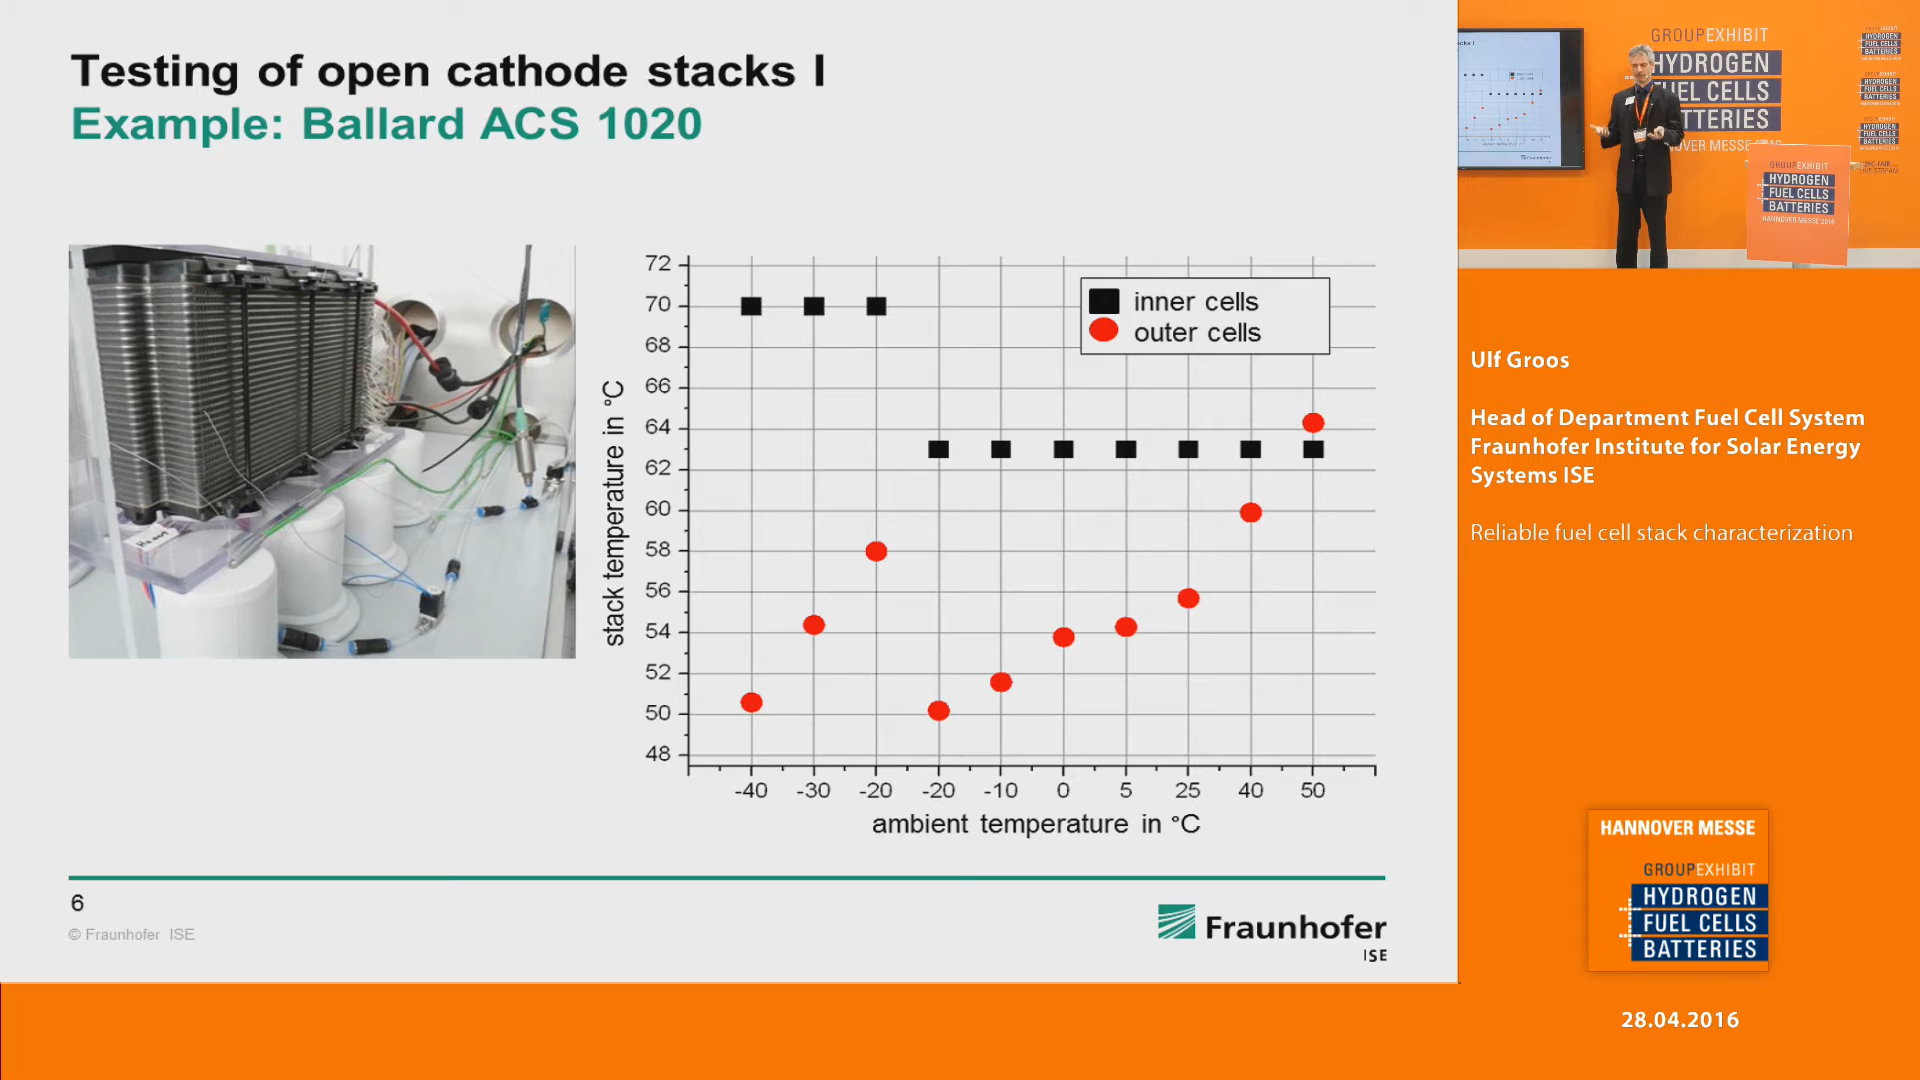 Testing of open cathode stacks I
Example: Ballard ACS 1020
72
70
68
66
64
62
60
58
56
54
52
50
48
stack temperature in °C
inner cells
outer cells
-40 -30 -20 -20 -10 0 5 25 40 50
ambient temperature in °C
6
© Fraunhofer ISE
Fraunhofer
ISE
GROUPEXHIBIT
HYDROGEN
FUEL CELLS
TTERIES
GROUPEXHIBIT
HYDROGEN
FUEL CELLS
BATTERIES
HANNOVER MESSE 2016
HYDROGEN
FUEL CELLS
BATTERIES
HYDROGEN
FUEL CELLS
BATTERIES
HYDROGEN
FUEL CELLS
BATTERIES
Ulf Groos
Head of Department Fuel Cell System
Fraunhofer Institute for Solar Energy
Systems ISE
Reliable fuel cell stack characterization
HANNOVER MESSE
GROUPEXHIBIT
HYDROGEN
FUEL CELLS
BATTERIES
28.04.2016